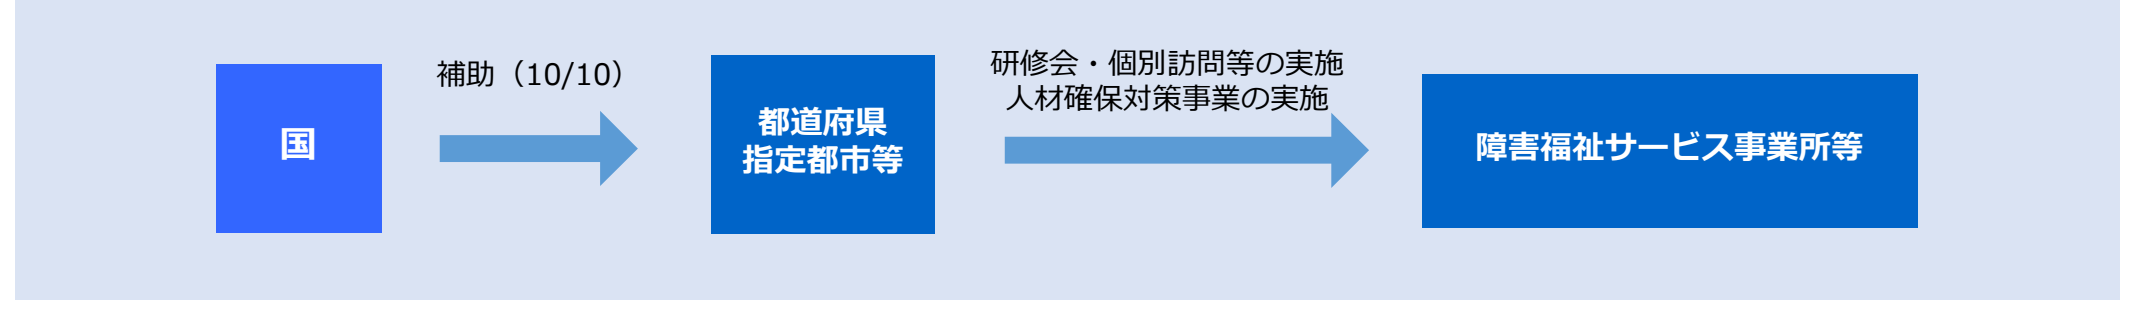 国
補助（10/10）
都道府県
指定都市等
研修会・個別訪問等の実施
人材確保対策事業の実施
障害福祉サービス事業所等